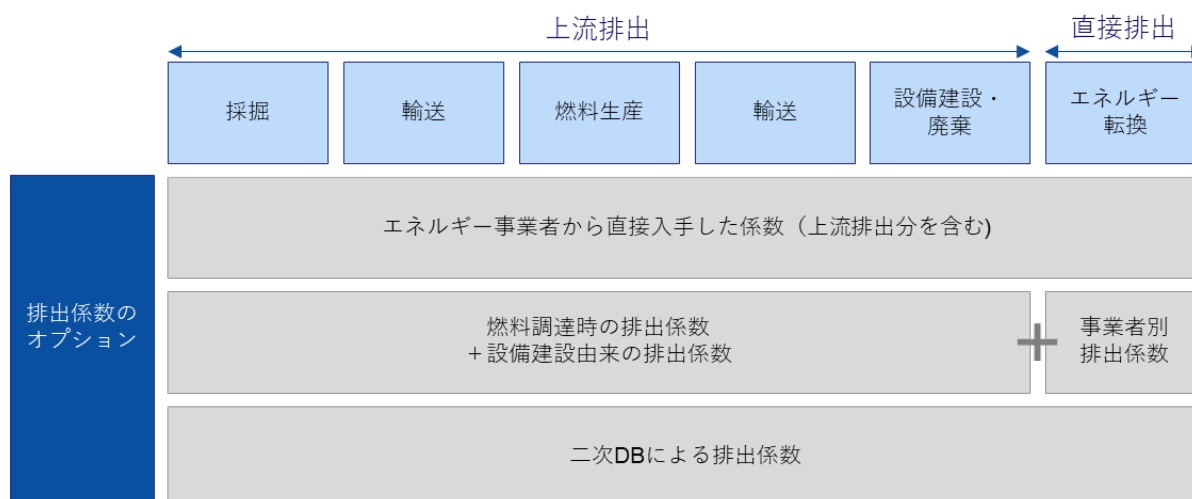 上流排出
直接排出
採掘
輸送
燃料生産
輸送
設備建設・
廃棄
エネルギー
転換
排出係数の
オプション
エネルギー事業者から直接入手した係数（上流排出分を含む)
燃料調達時の排出係数
＋設備建設由来の排出係数
+
事業者別
排出係数
二次DBによる排出係数